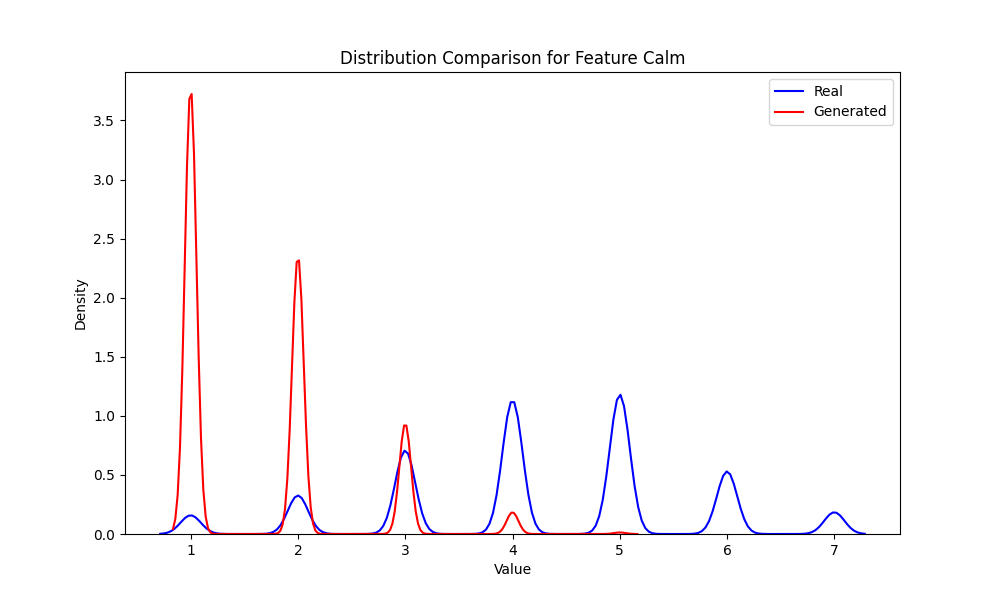 Distribution Comparison for Feature Calm
Real
Generated
Density
3.5
3.0
2.5
2.0
1.5
1.0
0.5
0.0
1 2 3 4 5 6 7
Value